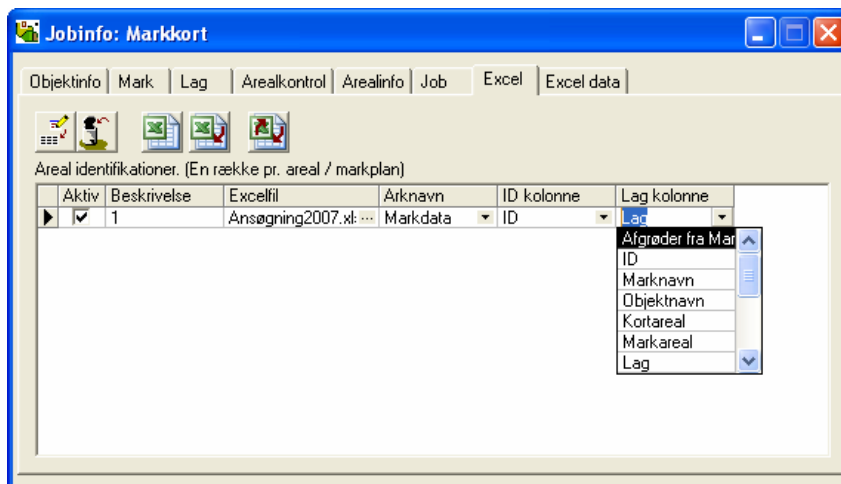 Jobinfo: Markkort
Objektinfo Mark Lag Arealkontrol Arealinfo Job Excel Excel data
Areal identifikationer. (En række pr. areal / markplan)
Aktiv Beskrivelse Excelfil Arknavn ID kolonne Lag kolonne
1 Ansøgning2007.xl: ... Markdata ID Lag
Afgrøder fra Mar
ID
Marknavn
Objektnavn
Kortareal
Markareal
Lag